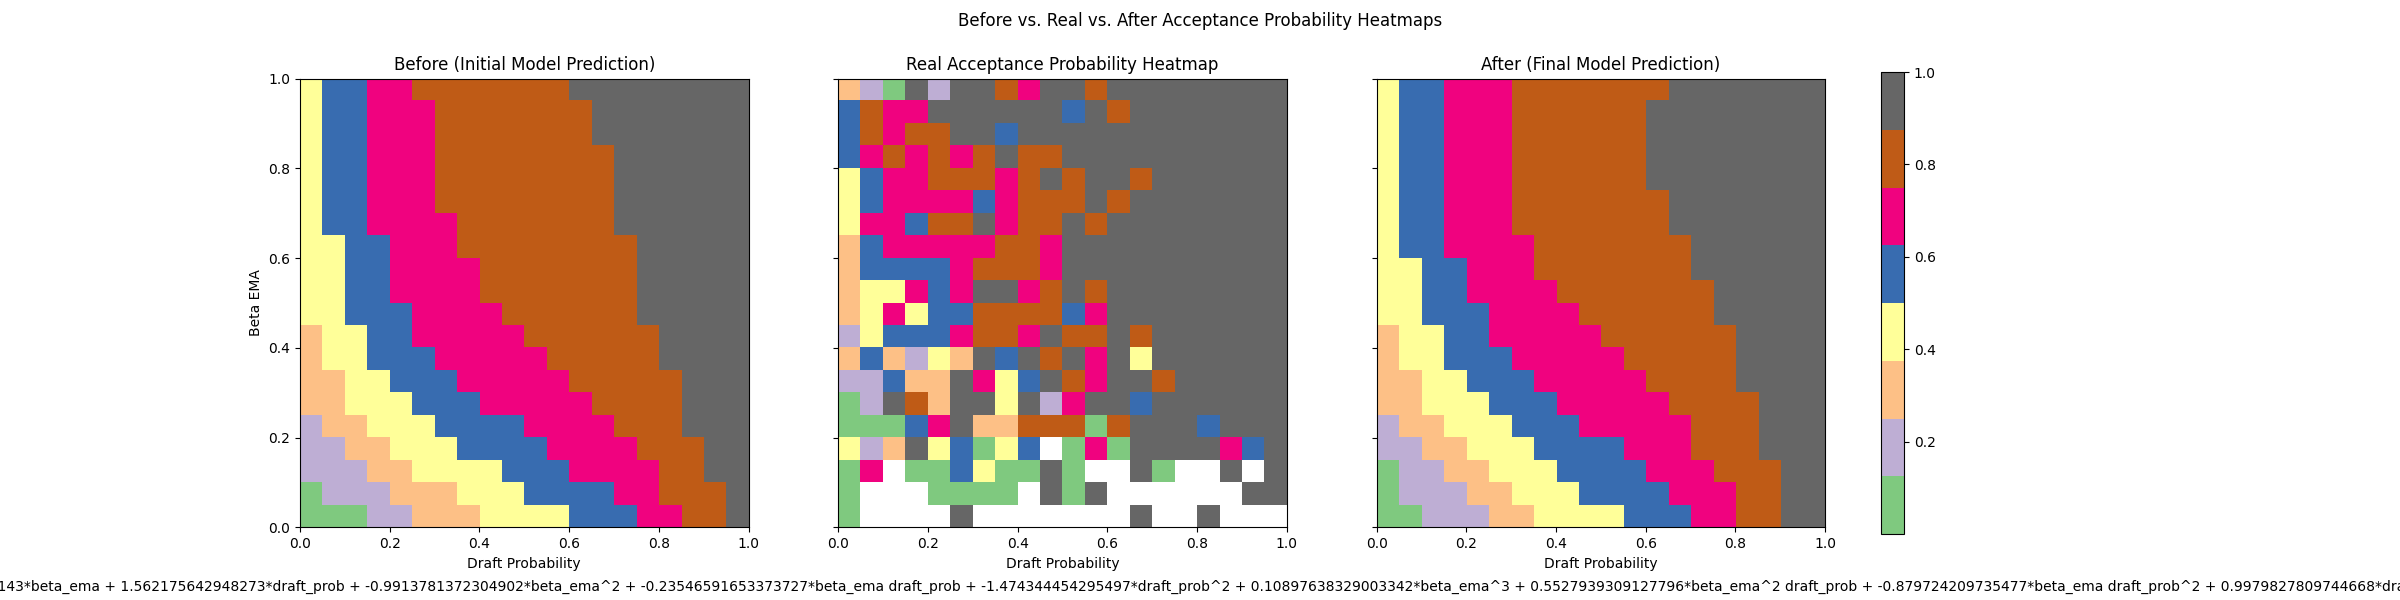 Before vs. Real vs. After Acceptance Probability Heatmaps
Before (Initial Model Prediction)
Real Acceptance Probability Heatmap
After (Final Model Prediction)
Beta EMA
1.0
0.8
0.6
0.4
0.2
0.0
0.0 0.2 0.4 0.6 0.8 1.0
Draft Probability
0.0 0.2 0.4 0.6 0.8 1.0
Draft Probability
0.0 0.2 0.4 0.6 0.8 1.0
Draft Probability
1.0
0.8
0.6
0.4
0.2
143*beta_ema + 1.562175642948273*draft_prob + -0.9913781372304902*beta_ema^2 + -0.23546591653373727*beta_ema draft_prob + -1.474344454295497*draft_prob^2 + 0.10897638329003342*beta_ema^3 + 0.5527939309127796*beta_ema^2 draft_prob + -0.879724209735477*beta_ema draft_prob^2 + 0.9979827809744668*dra